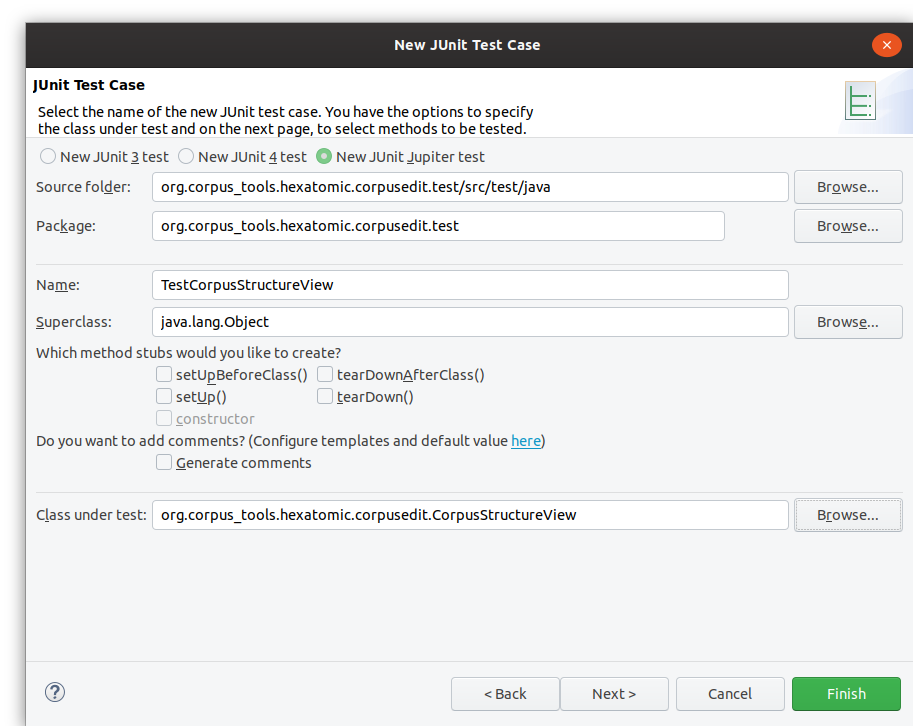 New JUnit Test Case
JUnit Test Case
Select the name of the new JUnit test case. You have the options to specify
the class under test and on the next page, to select methods to be tested.
New JUnit 3 test New JUnit 4 test New JUnit Jupiter test
Source folder: org.corpus_tools.hexatomic.corpusedit.test/src/test/java Browse...
Package: org.corpus_tools.hexatomic.corpusedit.test Browse...
Name: TestCorpusStructureView
Superclass: java.lang.Object Browse...
Which method stubs would you like to create?
setUpBeforeClass() tearDownAfterClass()
setUp() tearDown()
constructor
Do you want to add comments? (Configure templates and default value here)
Generate comments
Class under test: org.corpus_tools.hexatomic.corpusedit.CorpusStructureView Browse...
? < Back Next > Cancel Finish